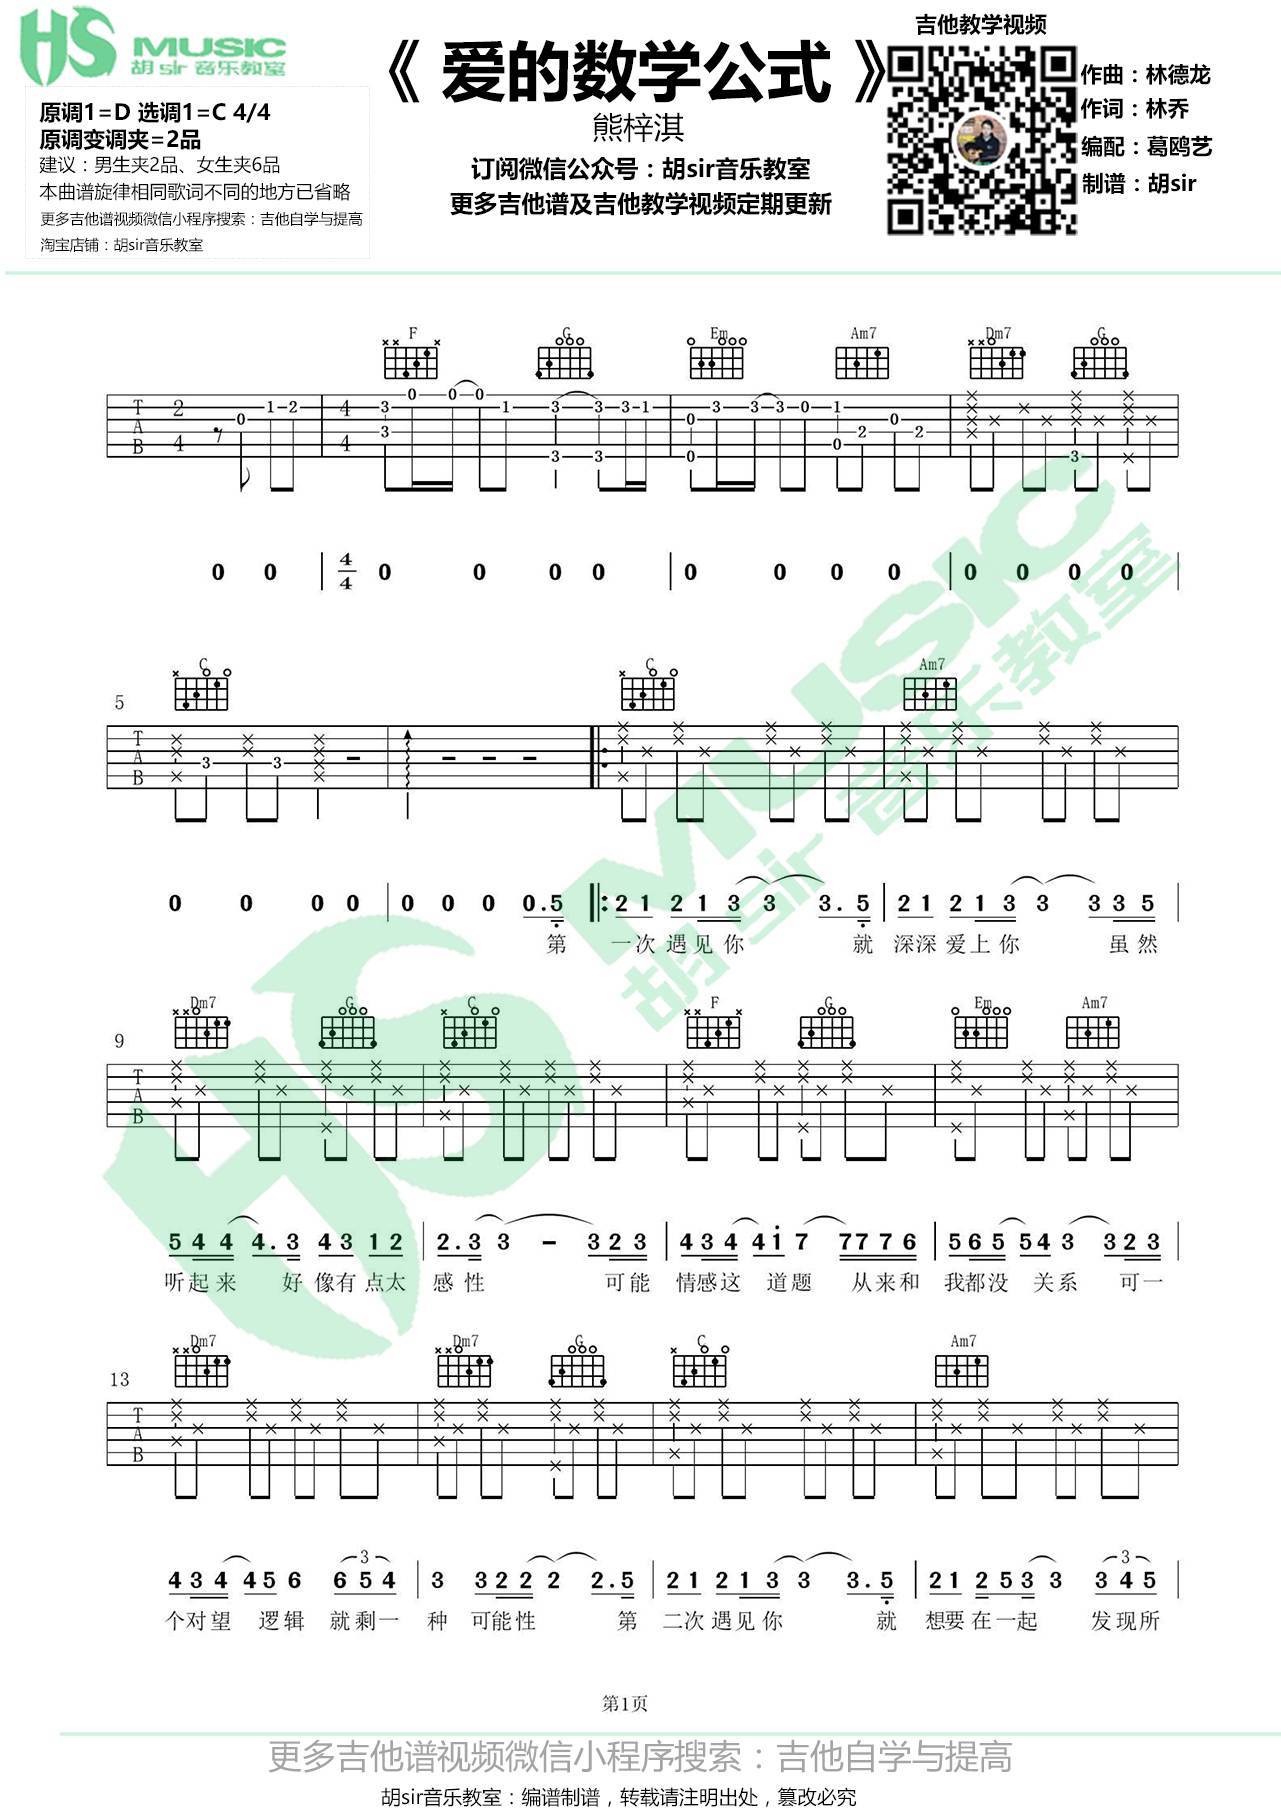 HS MUSIC
胡sir音乐教室
原调1=D 选调1=C 4/4
原调变调夹=2品
建议：男生夹2品、女生夹6品
本曲谱旋律相同歌词不同的地方已省略
更多吉他谱视频微信小程序搜索：吉他自学与提高
淘宝店铺：胡sir音乐教室
《 爱的数学公式 》
熊梓淇
订阅微信公众号：胡sir音乐教室
更多吉他谱及吉他教学视频定期更新
吉他教学视频
作曲：林德龙
作词：林乔
编配：葛鸥艺
制谱：胡sir
F G Em Am7 Dm7 G
0 0 | 4/4 0 0 0 0 | 0 0 0 0 | 0 0 0 0
C C Am7
5
0 0 0 0 | 0 0 0 0.5 |: 21 213 3 3.5 | 21 213 3 335
第 一次 遇见你 就 深深 爱上你 虽然
Dm7 G C F G Em Am7
9
544 4.3 43 12 | 2.3 3 - 323 | 434 4i 7 7776 | 565 54 3 323
听起来 好 像有 点太 感性 可能 情感这 道题 从来和 我都没 关系 可一
Dm7 Dm7 G C Am7
13
434 45 6 654 | 3 322 2 2.5 | 21 213 3 3.5 | 21 253 3 345
个对望 逻辑 就剩一 种 可能性 第 二次 遇见你 就 想要 在一起 发现所
第1页
更多吉他谱视频微信小程序搜索：吉他自学与提高
胡sir音乐教室：编谱制谱，转载请注明出处，篡改必究